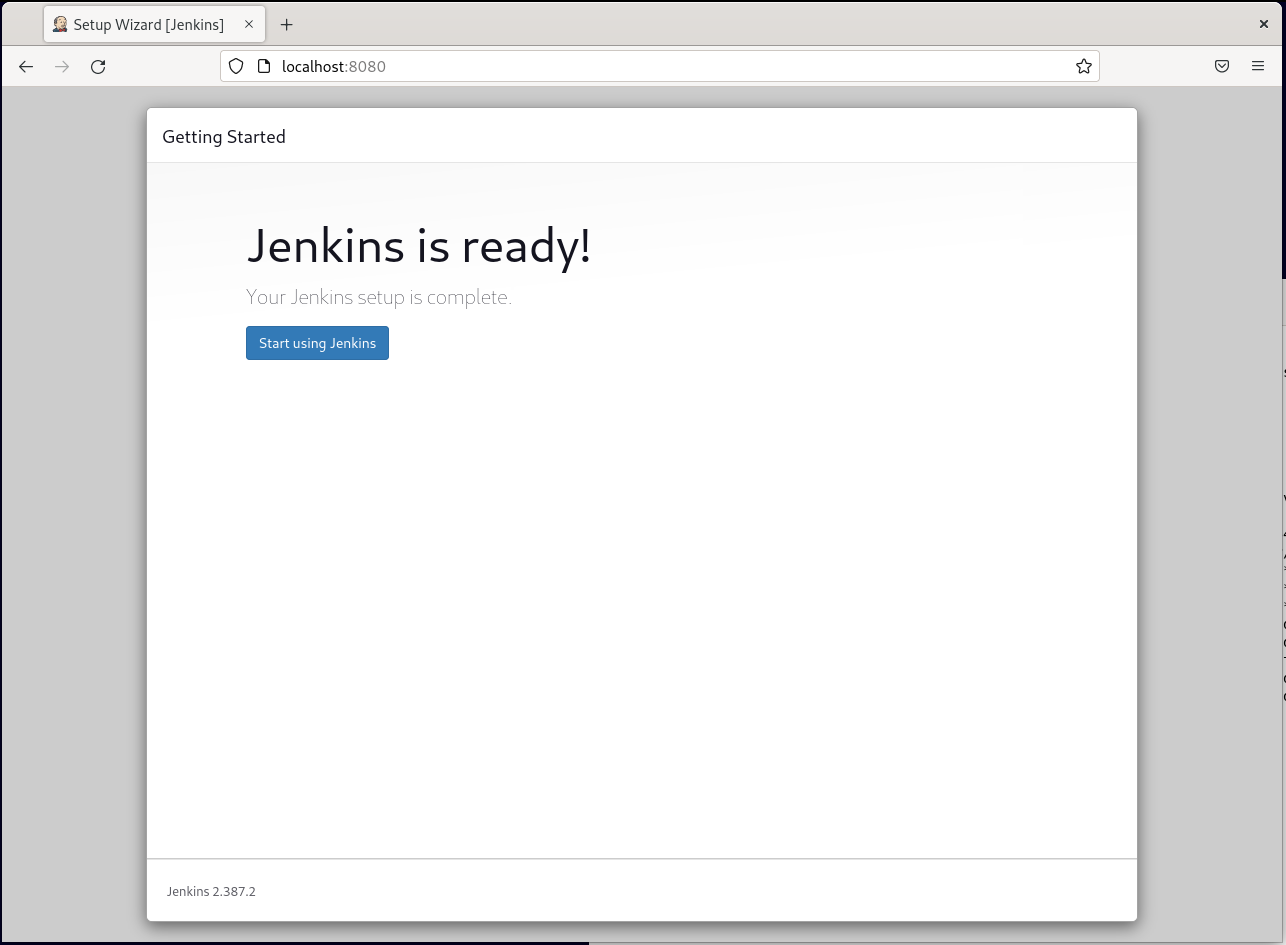 Setup Wizard [Jenkins]
localhost:8080
Getting Started
Jenkins is ready!
Your Jenkins setup is complete.
Start using Jenkins
Jenkins 2.387.2